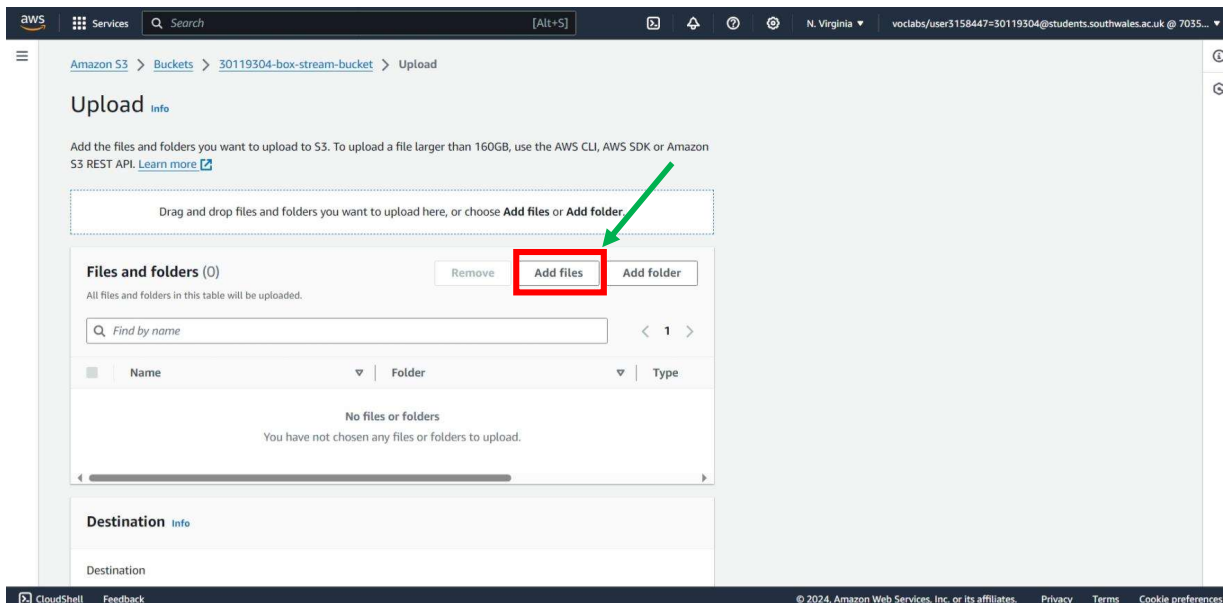 aws Services Search [Alt+S] N. Virginia voclabs/user3158447=30119304@students.southwales.ac.uk @ 7035...
Amazon S3 > Buckets > 30119304-box-stream-bucket > Upload
Upload Info
Add the files and folders you want to upload to S3. To upload a file larger than 160GB, use the AWS CLI, AWS SDK or Amazon
S3 REST API. Learn more
Drag and drop files and folders you want to upload here, or choose Add files or Add folder.
Files and folders (0) Remove Add files Add folder
All files and folders in this table will be uploaded.
Find by name < 1 >
Name Folder Type
No files or folders
You have not chosen any files or folders to upload.
Destination Info
Destination
CloudShell Feedback © 2024, Amazon Web Services, Inc. or its affiliates. Privacy Terms Cookie preferences